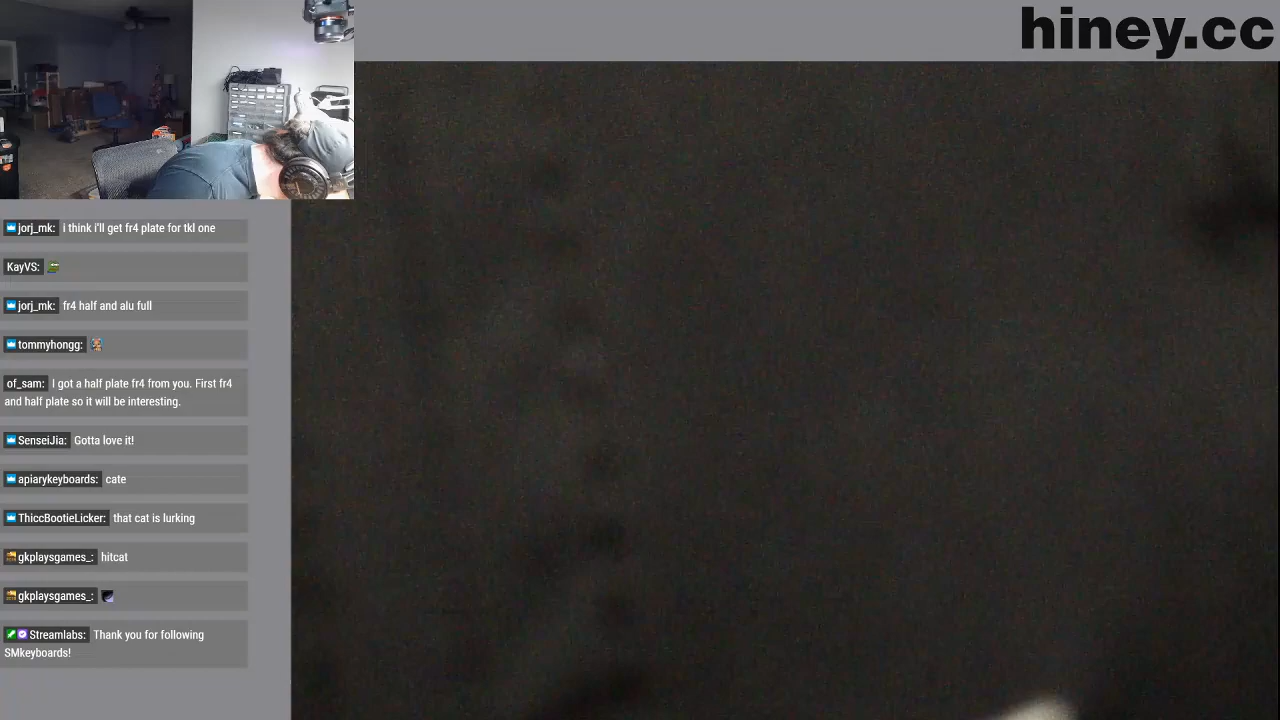 hiney.cc
jorj_mk: i think i'll get fr4 plate for tkl one
KayVS:
jorj_mk: fr4 half and alu full
tommyhongg:
of_sam: I got a half plate fr4 from you. First fr4
and half plate so it will be interesting.
SenseiJia: Gotta love it!
apiarykeyboards: cate
ThiccBootieLicker: that cat is lurking
gkplaysgames_: hitcat
gkplaysgames_:
Streamlabs: Thank you for following
SMkeyboards!